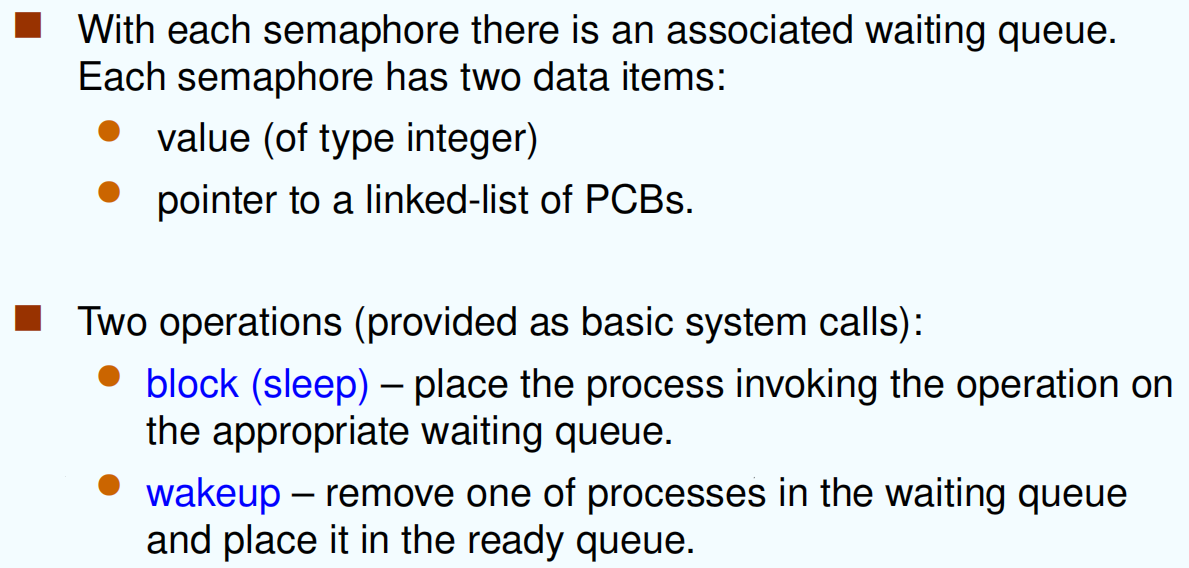 With each semaphore there is an associated waiting queue.
Each semaphore has two data items:
value (of type integer)
pointer to a linked-list of PCBs.
Two operations (provided as basic system calls):
block (sleep) – place the process invoking the operation on
the appropriate waiting queue.
wakeup – remove one of processes in the waiting queue
and place it in the ready queue.